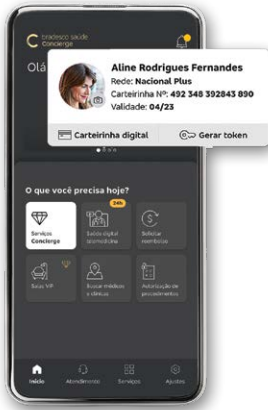 bradesco saúde
Concierge
Olá
Aline Rodrigues Fernandes
Rede: Nacional Plus
Carteirinha Nº: 492 348 392843 890
Validade: 04/23
Carteirinha digital
Gerar token
O que você precisa hoje?
24h
Serviços
Concierge
Saúde digital
telemedicina
Solicitar
reembolso
Salas VIP
Buscar médicos
e clínicas
Autorização de
procedimentos
Início
Atendimento
Serviços
Ajustes